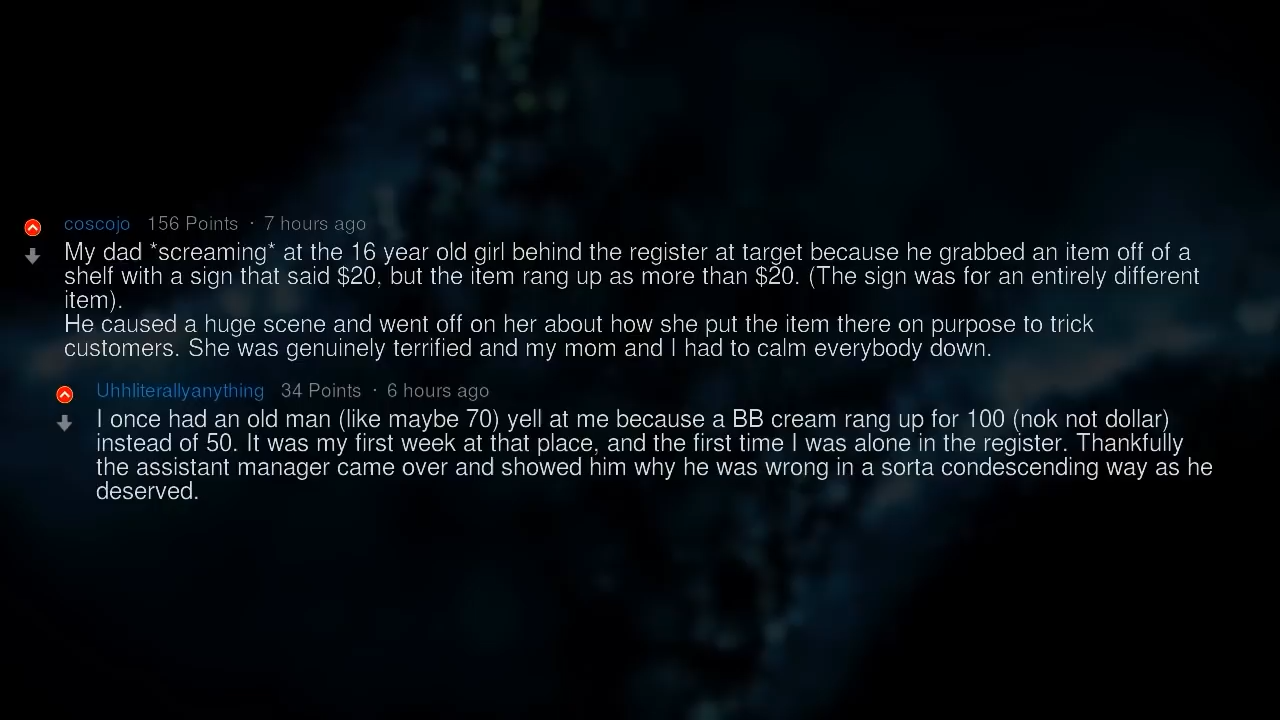 coscojo 156 Points · 7 hours ago
My dad *screaming* at the 16 year old girl behind the register at target because he grabbed an item off of a
shelf with a sign that said $20, but the item rang up as more than $20. (The sign was for an entirely different
item).
He caused a huge scene and went off on her about how she put the item there on purpose to trick
customers. She was genuinely terrified and my mom and I had to calm everybody down.
Uhhliterallyanything 34 Points · 6 hours ago
I once had an old man (like maybe 70) yell at me because a BB cream rang up for 100 (nok not dollar)
instead of 50. It was my first week at that place, and the first time I was alone in the register. Thankfully
the assistant manager came over and showed him why he was wrong in a sorta condescending way as he
deserved.